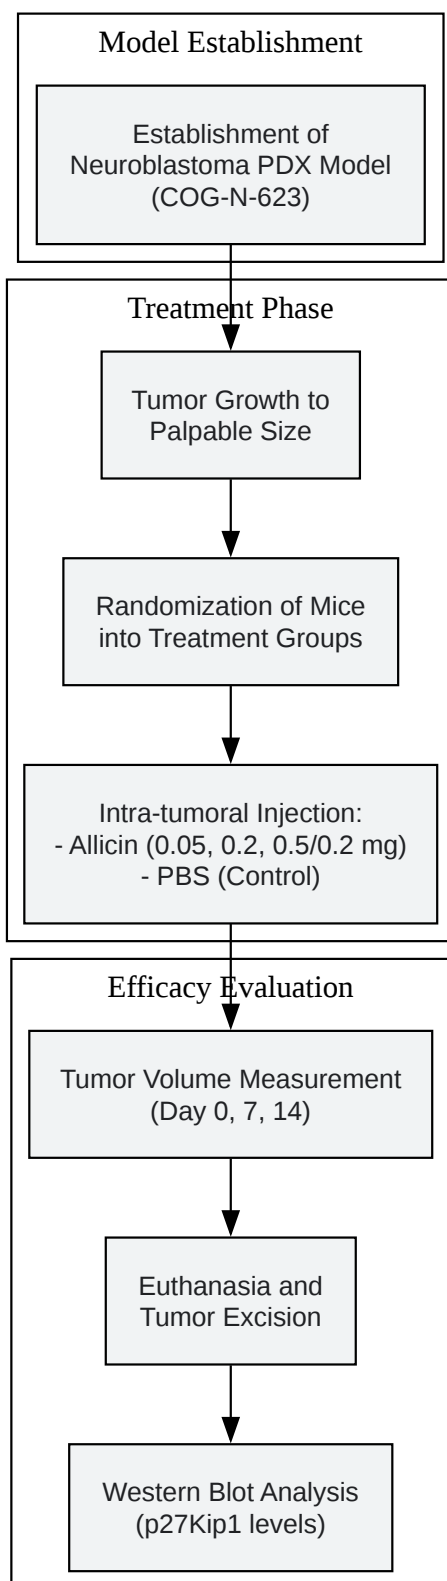 Model Establishment
Establishment of
Neuroblastoma PDX Model
(COG-N-623)
Treatment Phase
Tumor Growth to
Palpable Size
Randomization of Mice
into Treatment Groups
Intra-tumoral Injection:
- Allicin (0.05, 0.2, 0.5/0.2 mg)
- PBS (Control)
Efficacy Evaluation
Tumor Volume Measurement
(Day 0, 7, 14)
Euthanasia and
Tumor Excision
Western Blot Analysis
(p27Kip1 levels)